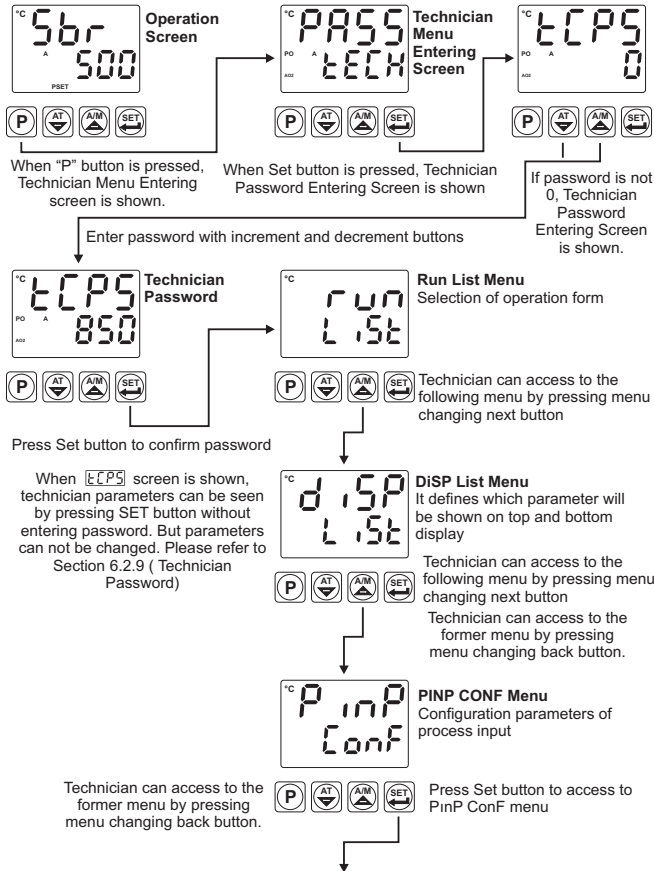 °C
Sbr
A
500
PSET
Operation
Screen
P AT A/M SET
When “P” button is pressed,
Technician Menu Entering
screen is shown.
°C
PASS
PO A
AO2
tECH
Technician
Menu
Entering
Screen
P AT A/M SET
When Set button is pressed, Technician
Password Entering Screen is shown
°C
tCPS
PO A
AO2
0
P AT A/M SET
If password is not
0, Technician
Password
Entering Screen
is shown.
Enter password with increment and decrement buttons
°C
tCPS
PO A
AO2
850
Technician
Password
P AT A/M SET
Press Set button to confirm password
When tCPS screen is shown,
technician parameters can be seen
by pressing SET button without
entering password. But parameters
can not be changed. Please refer to
Section 6.2.9 ( Technician
Password)
°C
run
LiSt
Run List Menu
Selection of operation form
P AT A/M SET
Technician can access to the
following menu by pressing menu
changing next button
°C
diSP
LiSt
DiSP List Menu
It defines which parameter will
be shown on top and bottom
display
P AT A/M SET
Technician can access to the
following menu by pressing menu
changing next button
Technician can access to the
former menu by pressing
menu changing back button.
°C
PınP
ConF
PINP CONF Menu
Configuration parameters of
process input
Technician can access to the
former menu by pressing
menu changing back button.
P AT A/M SET
Press Set button to access to
PınP ConF menu